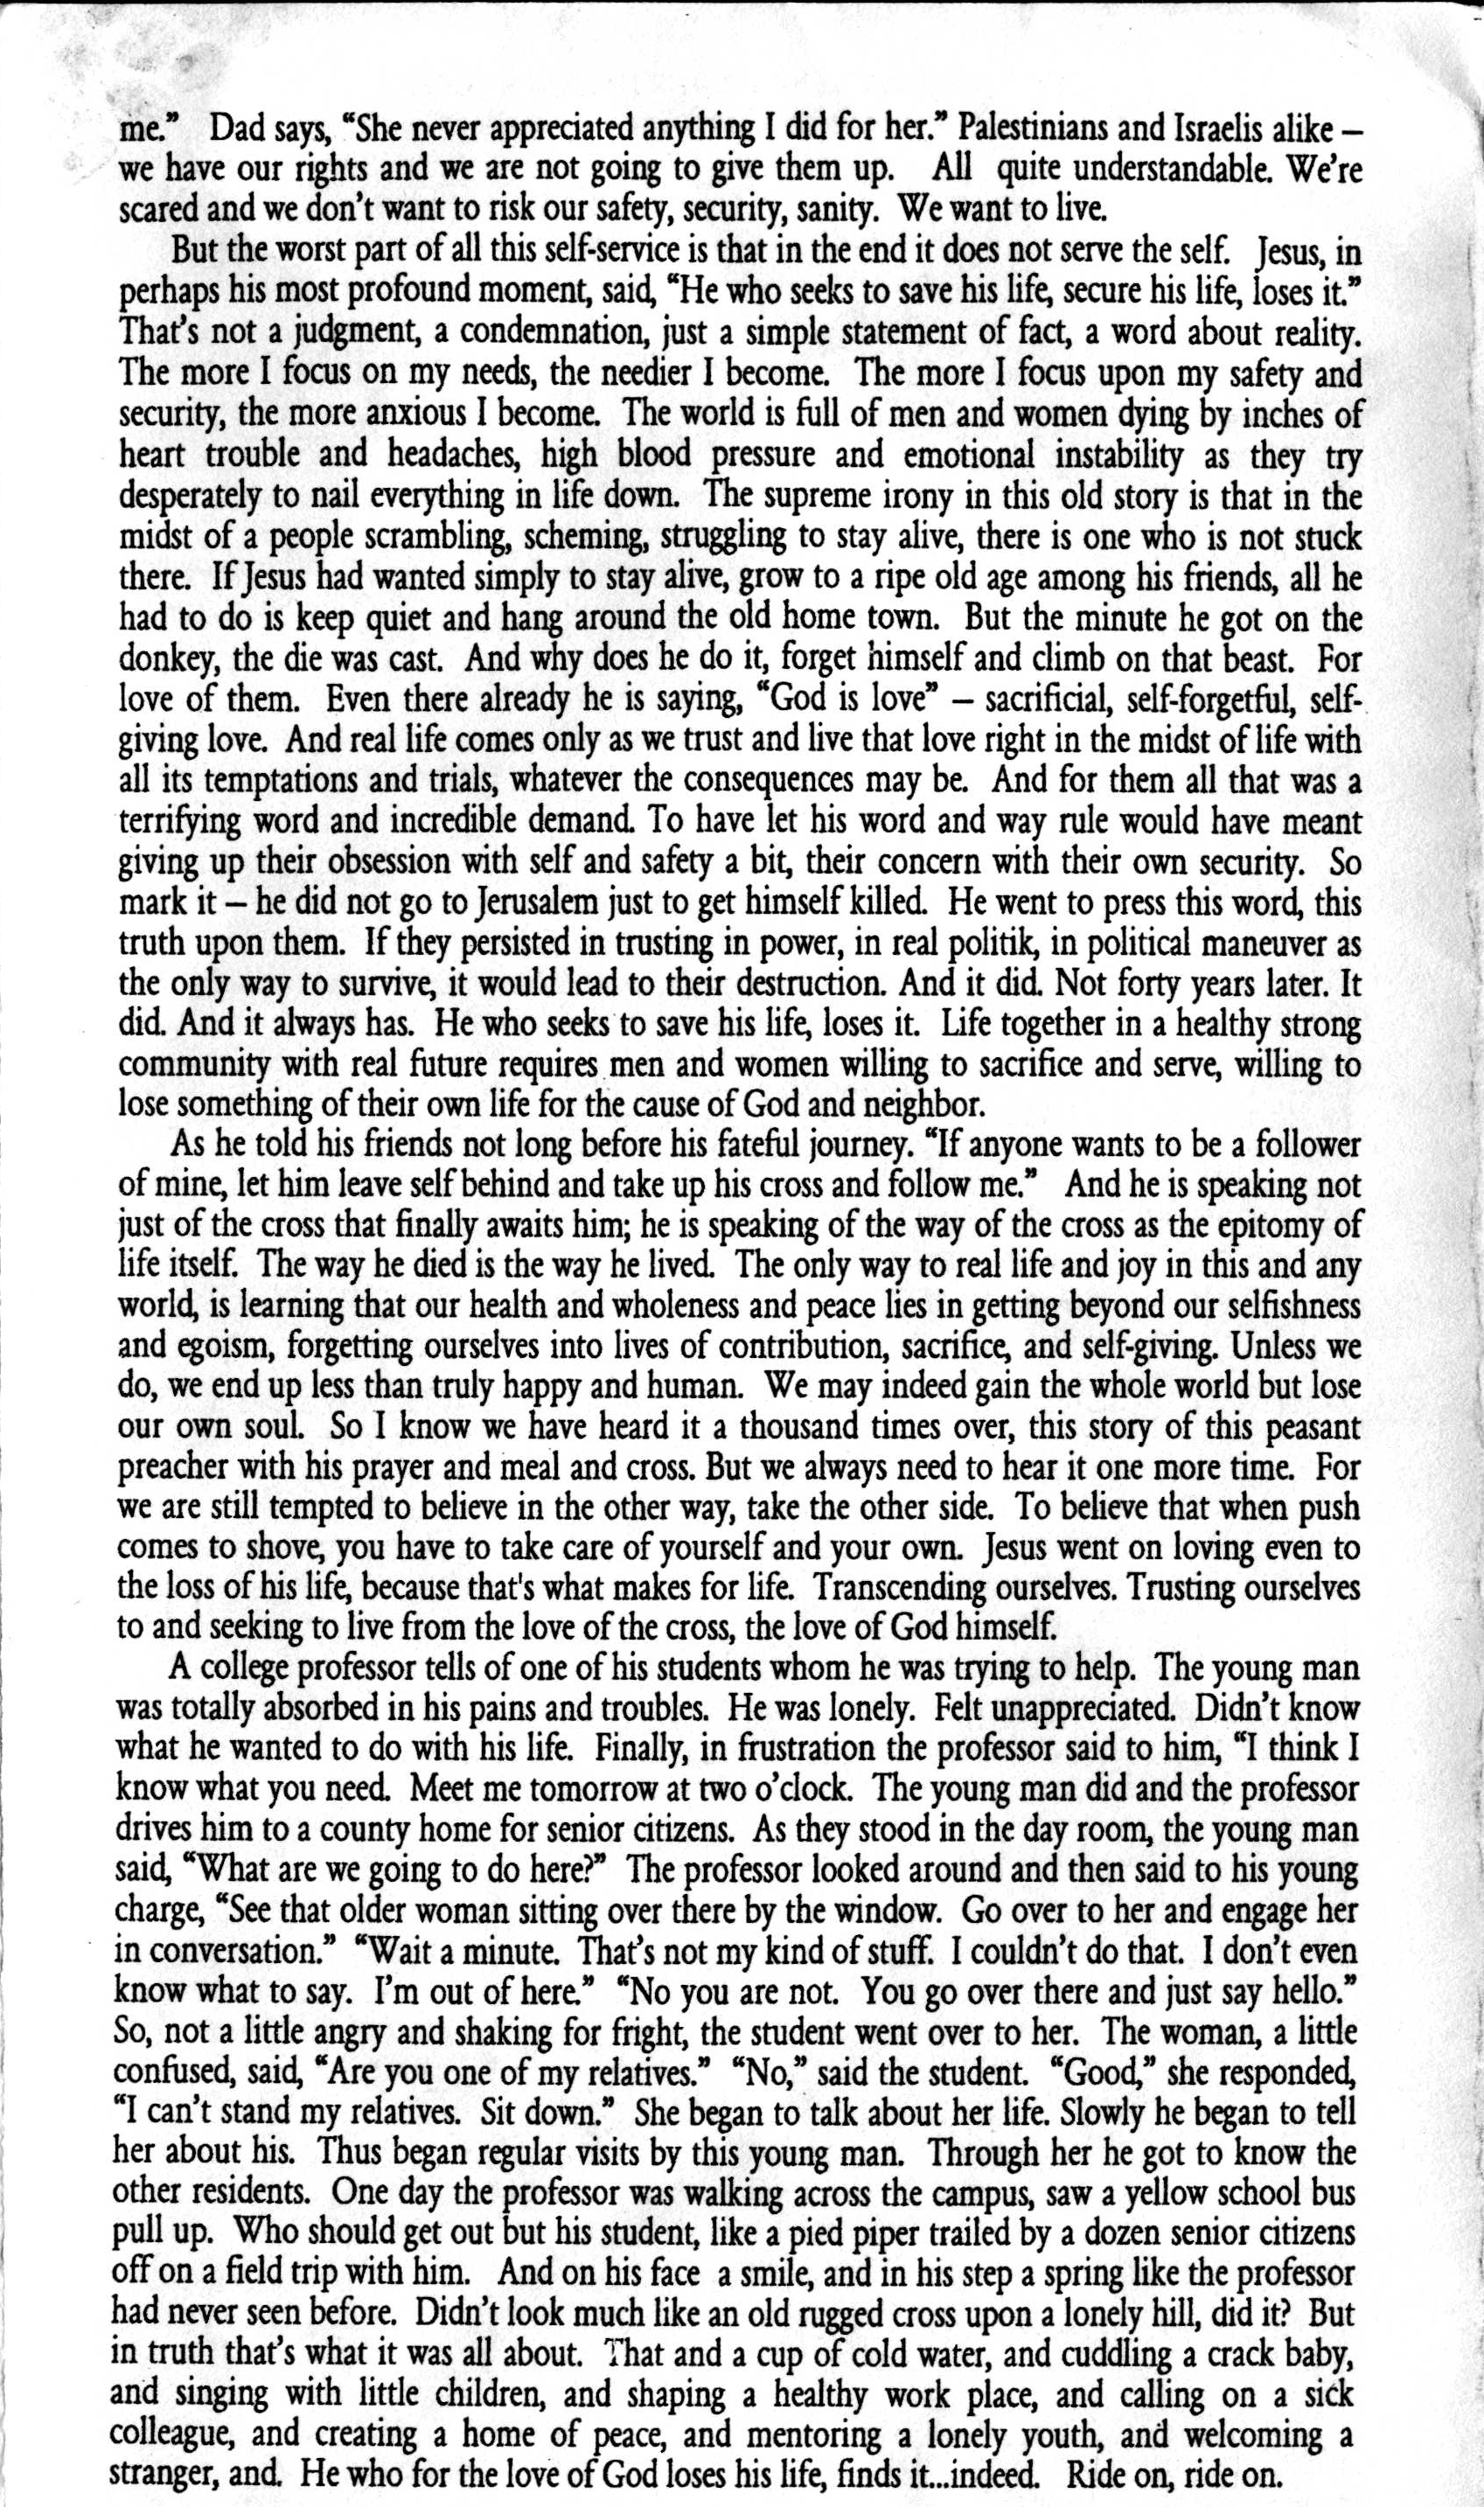 me.”   Dad says, “She never appreciated anything I did for her.” Palestinians and Israelis alike –
we have our rights and we are not going to give them up.   All  quite understandable. We’re
scared and we don’t want to risk our safety, security, sanity.  We want to live.
But the worst part of all this self-service is that in the end it does not serve the self.  Jesus, in
perhaps his most profound moment, said, “He who seeks to save his life, secure his life, loses it.”
That’s not a judgment, a condemnation, just a simple statement of fact, a word about reality.
The more I focus on my needs, the needier I become.  The more I focus upon my safety and
security, the more anxious I become.  The world is full of men and women dying by inches of
heart trouble and headaches, high blood pressure and emotional instability as they try
desperately to nail everything in life down.  The supreme irony in this old story is that in the
midst of a people scrambling, scheming, struggling to stay alive, there is one who is not stuck
there.  If Jesus had wanted simply to stay alive, grow to a ripe old age among his friends, all he
had to do is keep quiet and hang around the old home town.  But the minute he got on the
donkey, the die was cast.  And why does he do it, forget himself and climb on that beast.  For
love of them.  Even there already he is saying, “God is love” – sacrificial, self-forgetful, self-
giving love.  And real life comes only as we trust and live that love right in the midst of life with
all its temptations and trials, whatever the consequences may be.  And for them all that was a
terrifying word and incredible demand. To have let his word and way rule would have meant
giving up their obsession with self and safety a bit, their concern with their own security.  So
mark it – he did not go to Jerusalem just to get himself killed.  He went to press this word, this
truth upon them.  If they persisted in trusting in power, in real politik, in political maneuver as
the only way to survive, it would lead to their destruction. And it did. Not forty years later. It
did. And it always has.  He who seeks to save his life, loses it.  Life together in a healthy strong
community with real future requires men and women willing to sacrifice and serve, willing to
lose something of their own life for the cause of God and neighbor.
As he told his friends not long before his fateful journey. “If anyone wants to be a follower
of mine, let him leave self behind and take up his cross and follow me.”   And he is speaking not
just of the cross that finally awaits him; he is speaking of the way of the cross as the epitomy of
life itself.  The way he died is the way he lived.  The only way to real life and joy in this and any
world, is learning that our health and wholeness and peace lies in getting beyond our selfishness
and egoism, forgetting ourselves into lives of contribution, sacrifice, and self-giving. Unless we
do, we end up less than truly happy and human.  We may indeed gain the whole world but lose
our own soul.  So I know we have heard it a thousand times over, this story of this peasant
preacher with his prayer and meal and cross. But we always need to hear it one more time.  For
we are still tempted to believe in the other way, take the other side.  To believe that when push
comes to shove, you have to take care of yourself and your own.  Jesus went on loving even to
the loss of his life, because that's what makes for life.  Transcending ourselves. Trusting ourselves
to and seeking to live from the love of the cross, the love of God himself.
A college professor tells of one of his students whom he was trying to help.  The young man
was totally absorbed in his pains and troubles.  He was lonely.  Felt unappreciated.  Didn’t know
what he wanted to do with his life.  Finally, in frustration the professor said to him, “I think I
know what you need.  Meet me tomorrow at two o’clock.  The young man did and the professor
drives him to a county home for senior citizens.  As they stood in the day room, the young man
said, “What are we going to do here?”  The professor looked around and then said to his young
charge, “See that older woman sitting over there by the window.  Go over to her and engage her
in conversation.”  “Wait a minute.  That’s not my kind of stuff.  I couldn’t do that.  I don’t even
know what to say.  I’m out of here.”  “No you are not.  You go over there and just say hello.”
So, not a little angry and shaking for fright, the student went over to her.  The woman, a little
confused, said, “Are you one of my relatives.”  “No,” said the student.  “Good,” she responded,
“I can’t stand my relatives.  Sit down.”  She began to talk about her life. Slowly he began to tell
her about his.  Thus began regular visits by this young man.  Through her he got to know the
other residents.  One day the professor was walking across the campus, saw a yellow school bus
pull up.  Who should get out but his student, like a pied piper trailed by a dozen senior citizens
off on a field trip with him.   And on his face  a smile, and in his step a spring like the professor
had never seen before.  Didn’t look much like an old rugged cross upon a lonely hill, did it?  But
in truth that’s what it was all about.  That and a cup of cold water, and cuddling a crack baby,
and singing with little children, and shaping a healthy work place, and calling on a sick
colleague, and creating a home of peace, and mentoring a lonely youth, and welcoming a
stranger, and.  He who for the love of God loses his life, finds it...indeed.   Ride on, ride on.